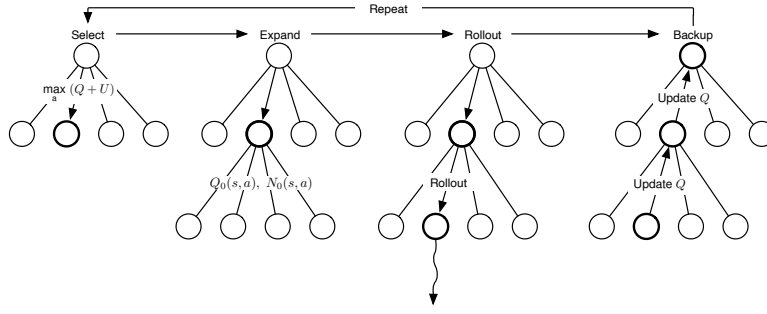 Repeat
Select
Expand
Rollout
Backup
max (Q + U)
a
Update Q
Q₀(s, a), N₀(s, a)
Rollout
Update Q